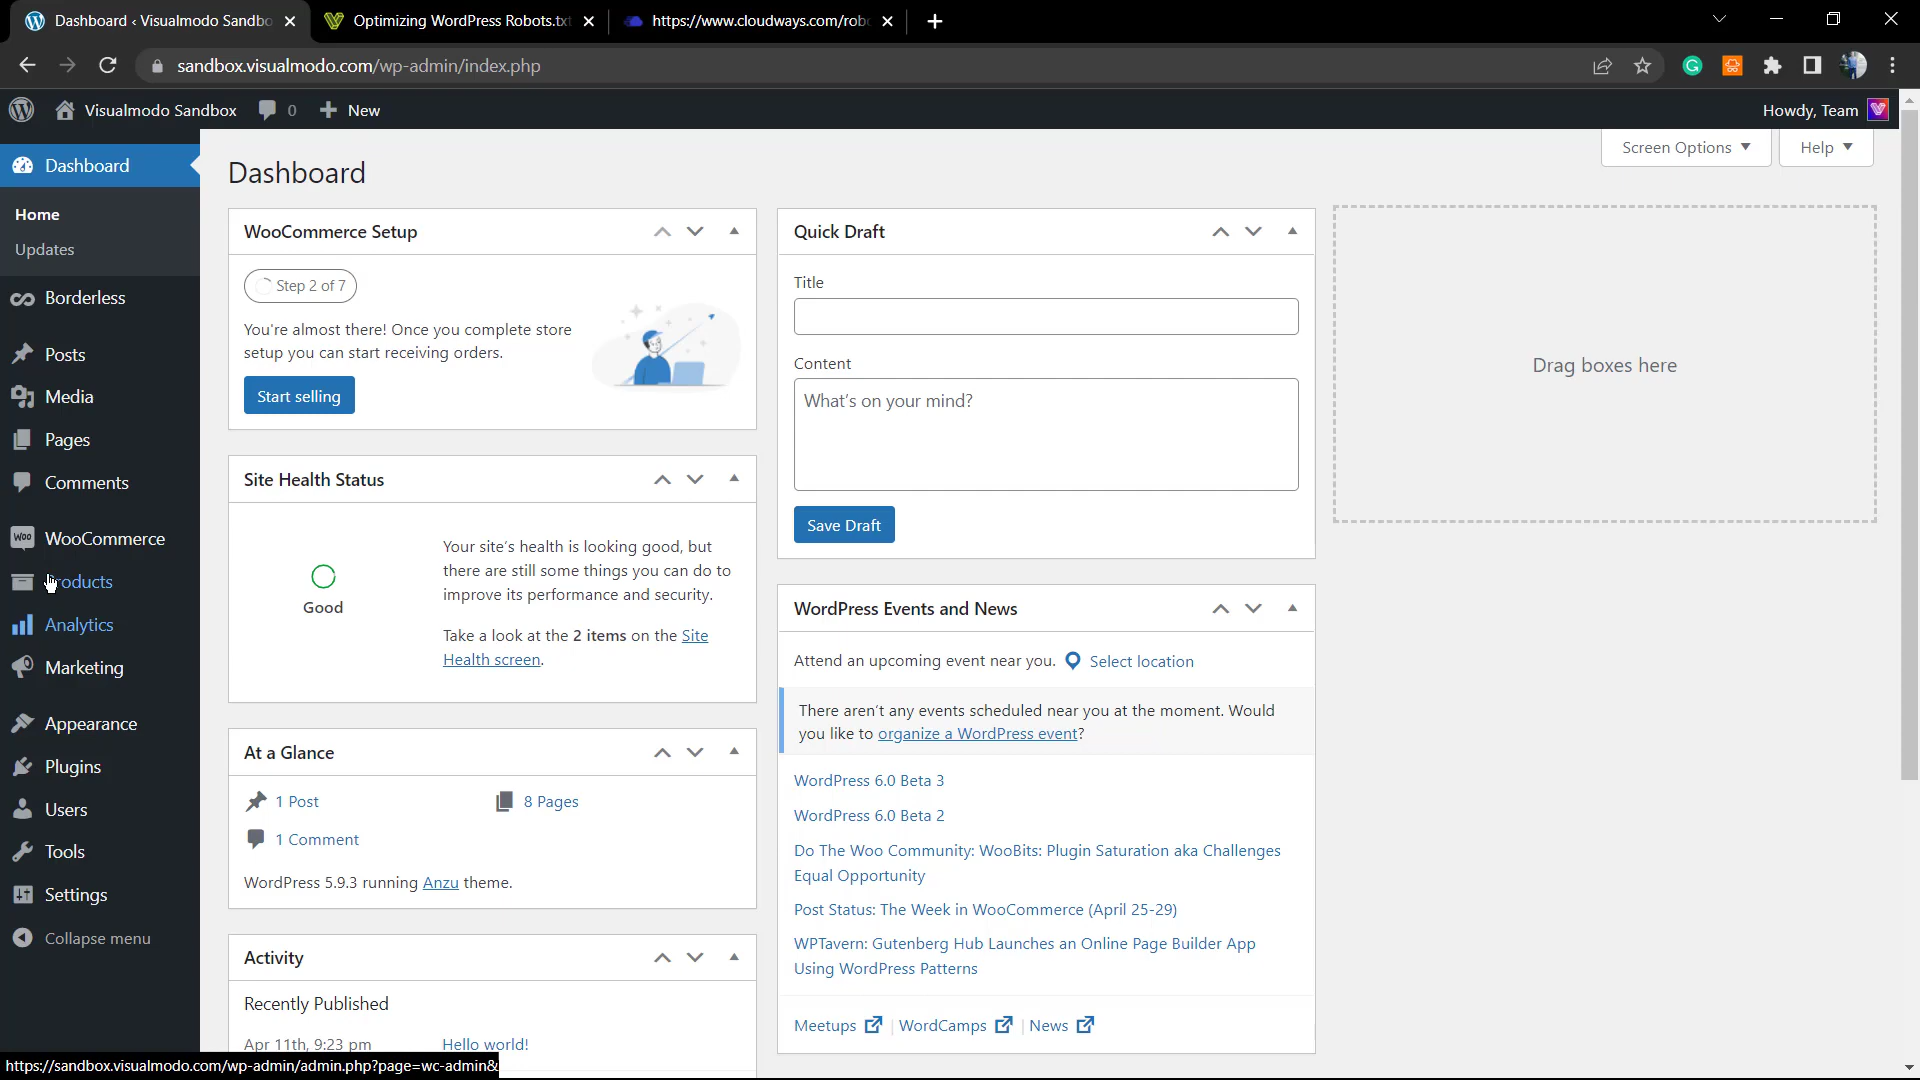 Dashboard ‹ Visualmodo Sandbo
Optimizing WordPress Robots.txt
https://www.cloudways.com/rob
sandbox.visualmodo.com/wp-admin/index.php
Visualmodo Sandbox
0
New
Howdy, Team
Dashboard
Home
Updates
Borderless
Posts
Media
Pages
Comments
WooCommerce
Products
Analytics
Marketing
Appearance
Plugins
Users
Tools
Settings
Collapse menu
Screen Options
Help
Dashboard
WooCommerce Setup
Step 2 of 7
You're almost there! Once you complete store
setup you can start receiving orders.
Start selling
Site Health Status
Good
Your site's health is looking good, but
there are still some things you can do to
improve its performance and security.
Take a look at the 2 items on the Site
Health screen.
At a Glance
1 Post
8 Pages
1 Comment
WordPress 5.9.3 running Anzu theme.
Activity
Recently Published
Apr 11th, 9:23 pm
Hello world!
Quick Draft
Title
Content
What's on your mind?
Save Draft
WordPress Events and News
Attend an upcoming event near you.
Select location
There aren't any events scheduled near you at the moment. Would
you like to organize a WordPress event?
WordPress 6.0 Beta 3
WordPress 6.0 Beta 2
Do The Woo Community: WooBits: Plugin Saturation aka Challenges
Equal Opportunity
Post Status: The Week in WooCommerce (April 25-29)
WPTavern: Gutenberg Hub Launches an Online Page Builder App
Using WordPress Patterns
Meetups
WordCamps
News
Drag boxes here
https://sandbox.visualmodo.com/wp-admin/admin.php?page=wc-admin&